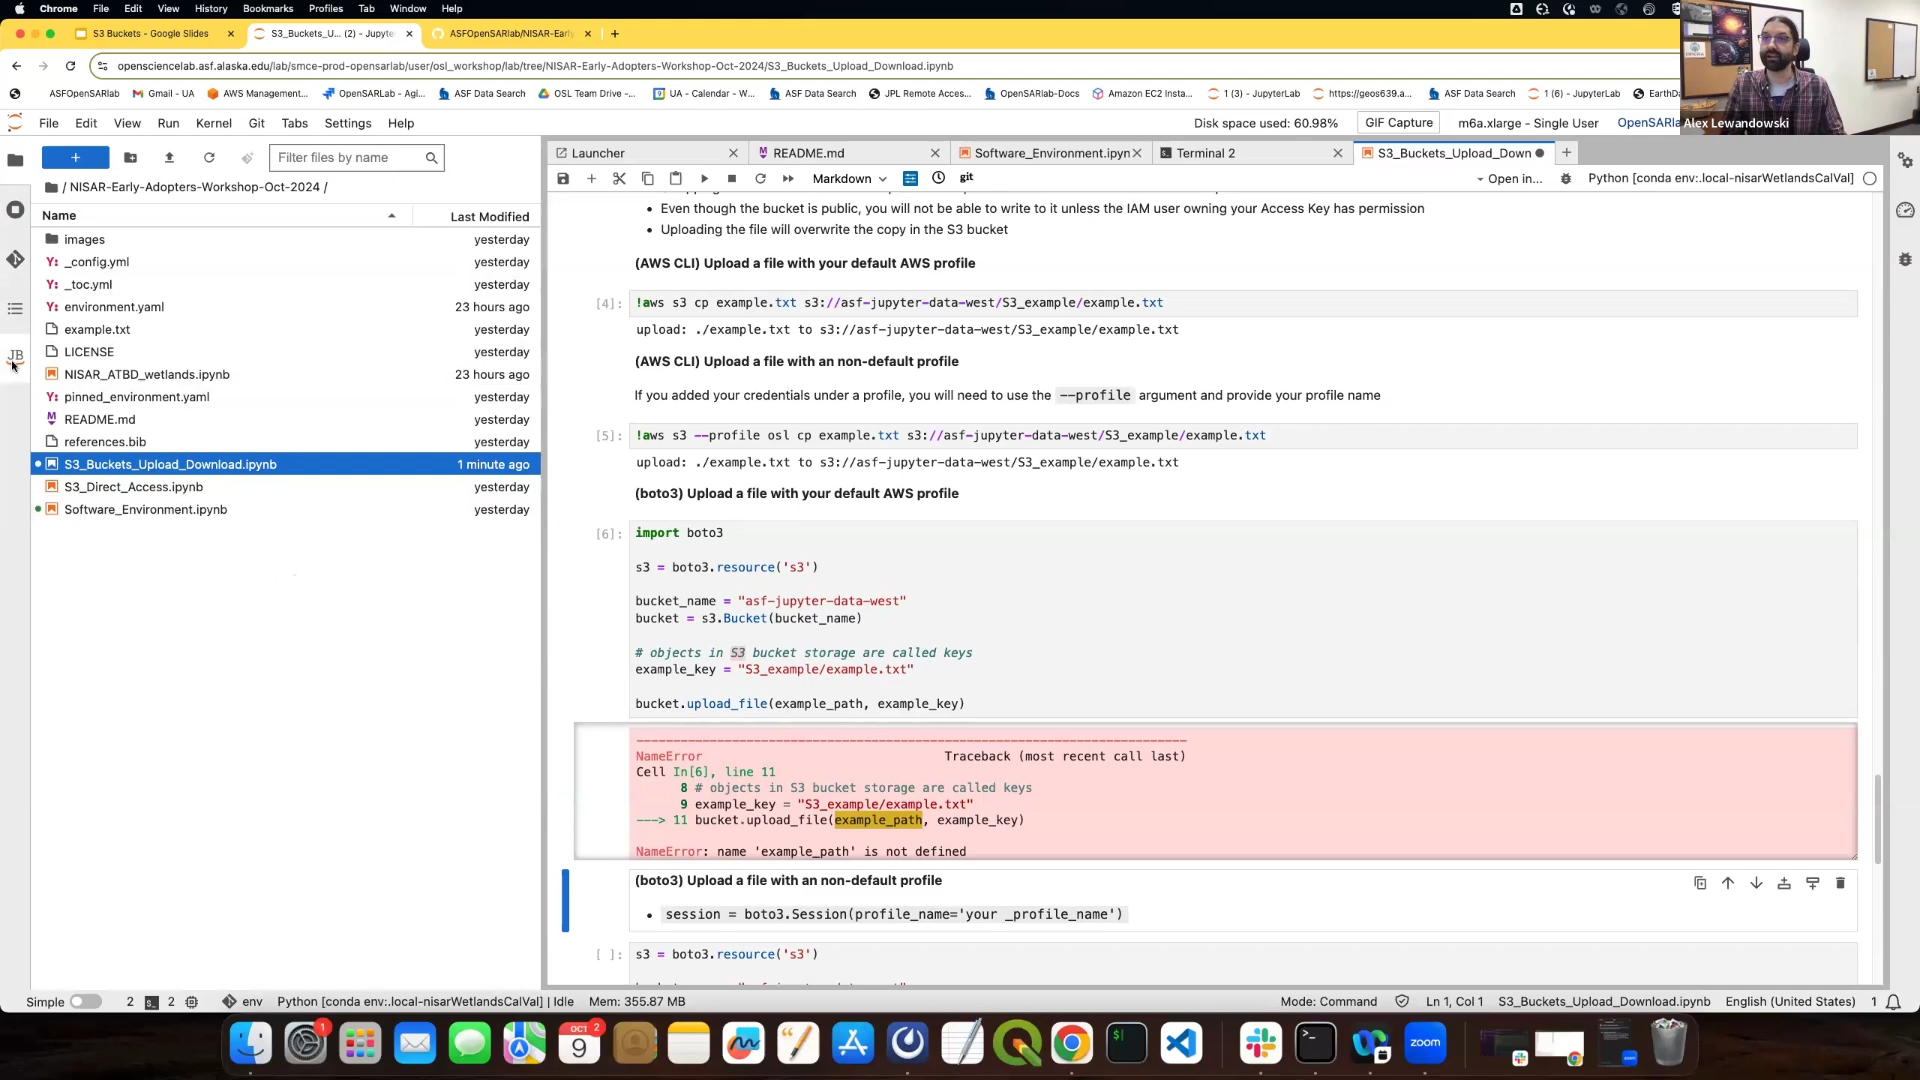 Chrome File Edit View History Bookmarks Profiles Tab Window Help
S3 Buckets - Google Slides
S3_Buckets_U... (2) - Jupyte
ASFOpenSARlab/NISAR-Early
opensciencelab.asf.alaska.edu/lab/smce-prod-opensarlab/user/osl_workshop/lab/tree/NISAR-Early-Adopters-Workshop-Oct-2024/S3_Buckets_Upload_Download.ipynb
ASFOpenSARlab Gmail - UA AWS Management... OpenSARLab - Agi... ASF Data Search OSL Team Drive -... UA - Calendar - W... ASF Data Search JPL Remote Acces... OpenSARlab-Docs Amazon EC2 Insta... 1 (3) - JupyterLab https://geos639.a... ASF Data Search 1 (6) - JupyterLab EarthDa
Alex Lewandowski
File Edit View Run Kernel Git Tabs Settings Help
Disk space used: 60.98% GIF Capture m6a.xlarge - Single User OpenSARla
Filter files by name
/ NISAR-Early-Adopters-Workshop-Oct-2024 /
Name Last Modified
images yesterday
_config.yml yesterday
_toc.yml yesterday
environment.yaml 23 hours ago
example.txt yesterday
LICENSE yesterday
NISAR_ATBD_wetlands.ipynb 23 hours ago
pinned_environment.yaml yesterday
README.md yesterday
references.bib yesterday
S3_Buckets_Upload_Download.ipynb 1 minute ago
S3_Direct_Access.ipynb yesterday
Software_Environment.ipynb yesterday
JB
Launcher README.md Software_Environment.ipyn Terminal 2 S3_Buckets_Upload_Down
Markdown git Open in... Python [conda env:.local-nisarWetlandsCalVal]
Even though the bucket is public, you will not be able to write to it unless the IAM user owning your Access Key has permission
Uploading the file will overwrite the copy in the S3 bucket
(AWS CLI) Upload a file with your default AWS profile
[4]: !aws s3 cp example.txt s3://asf-jupyter-data-west/S3_example/example.txt
upload: ./example.txt to s3://asf-jupyter-data-west/S3_example/example.txt
(AWS CLI) Upload a file with an non-default profile
If you added your credentials under a profile, you will need to use the --profile argument and provide your profile name
[5]: !aws s3 --profile osl cp example.txt s3://asf-jupyter-data-west/S3_example/example.txt
upload: ./example.txt to s3://asf-jupyter-data-west/S3_example/example.txt
(boto3) Upload a file with your default AWS profile
[6]: import boto3
s3 = boto3.resource('s3')
bucket_name = "asf-jupyter-data-west"
bucket = s3.Bucket(bucket_name)
# objects in S3 bucket storage are called keys
example_key = "S3_example/example.txt"
bucket.upload_file(example_path, example_key)
---------------------------------------------------------------------------
NameError Traceback (most recent call last)
Cell In[6], line 11
8 # objects in S3 bucket storage are called keys
9 example_key = "S3_example/example.txt"
---> 11 bucket.upload_file(example_path, example_key)
NameError: name 'example_path' is not defined
(boto3) Upload a file with an non-default profile
session = boto3.Session(profile_name='your _profile_name')
[ ]: s3 = boto3.resource('s3')
Simple 2 2 env Python [conda env:.local-nisarWetlandsCalVal] | Idle Mem: 355.87 MB
Mode: Command Ln 1, Col 1 S3_Buckets_Upload_Download.ipynb English (United States) 1
1
OCT 2
9
zoom